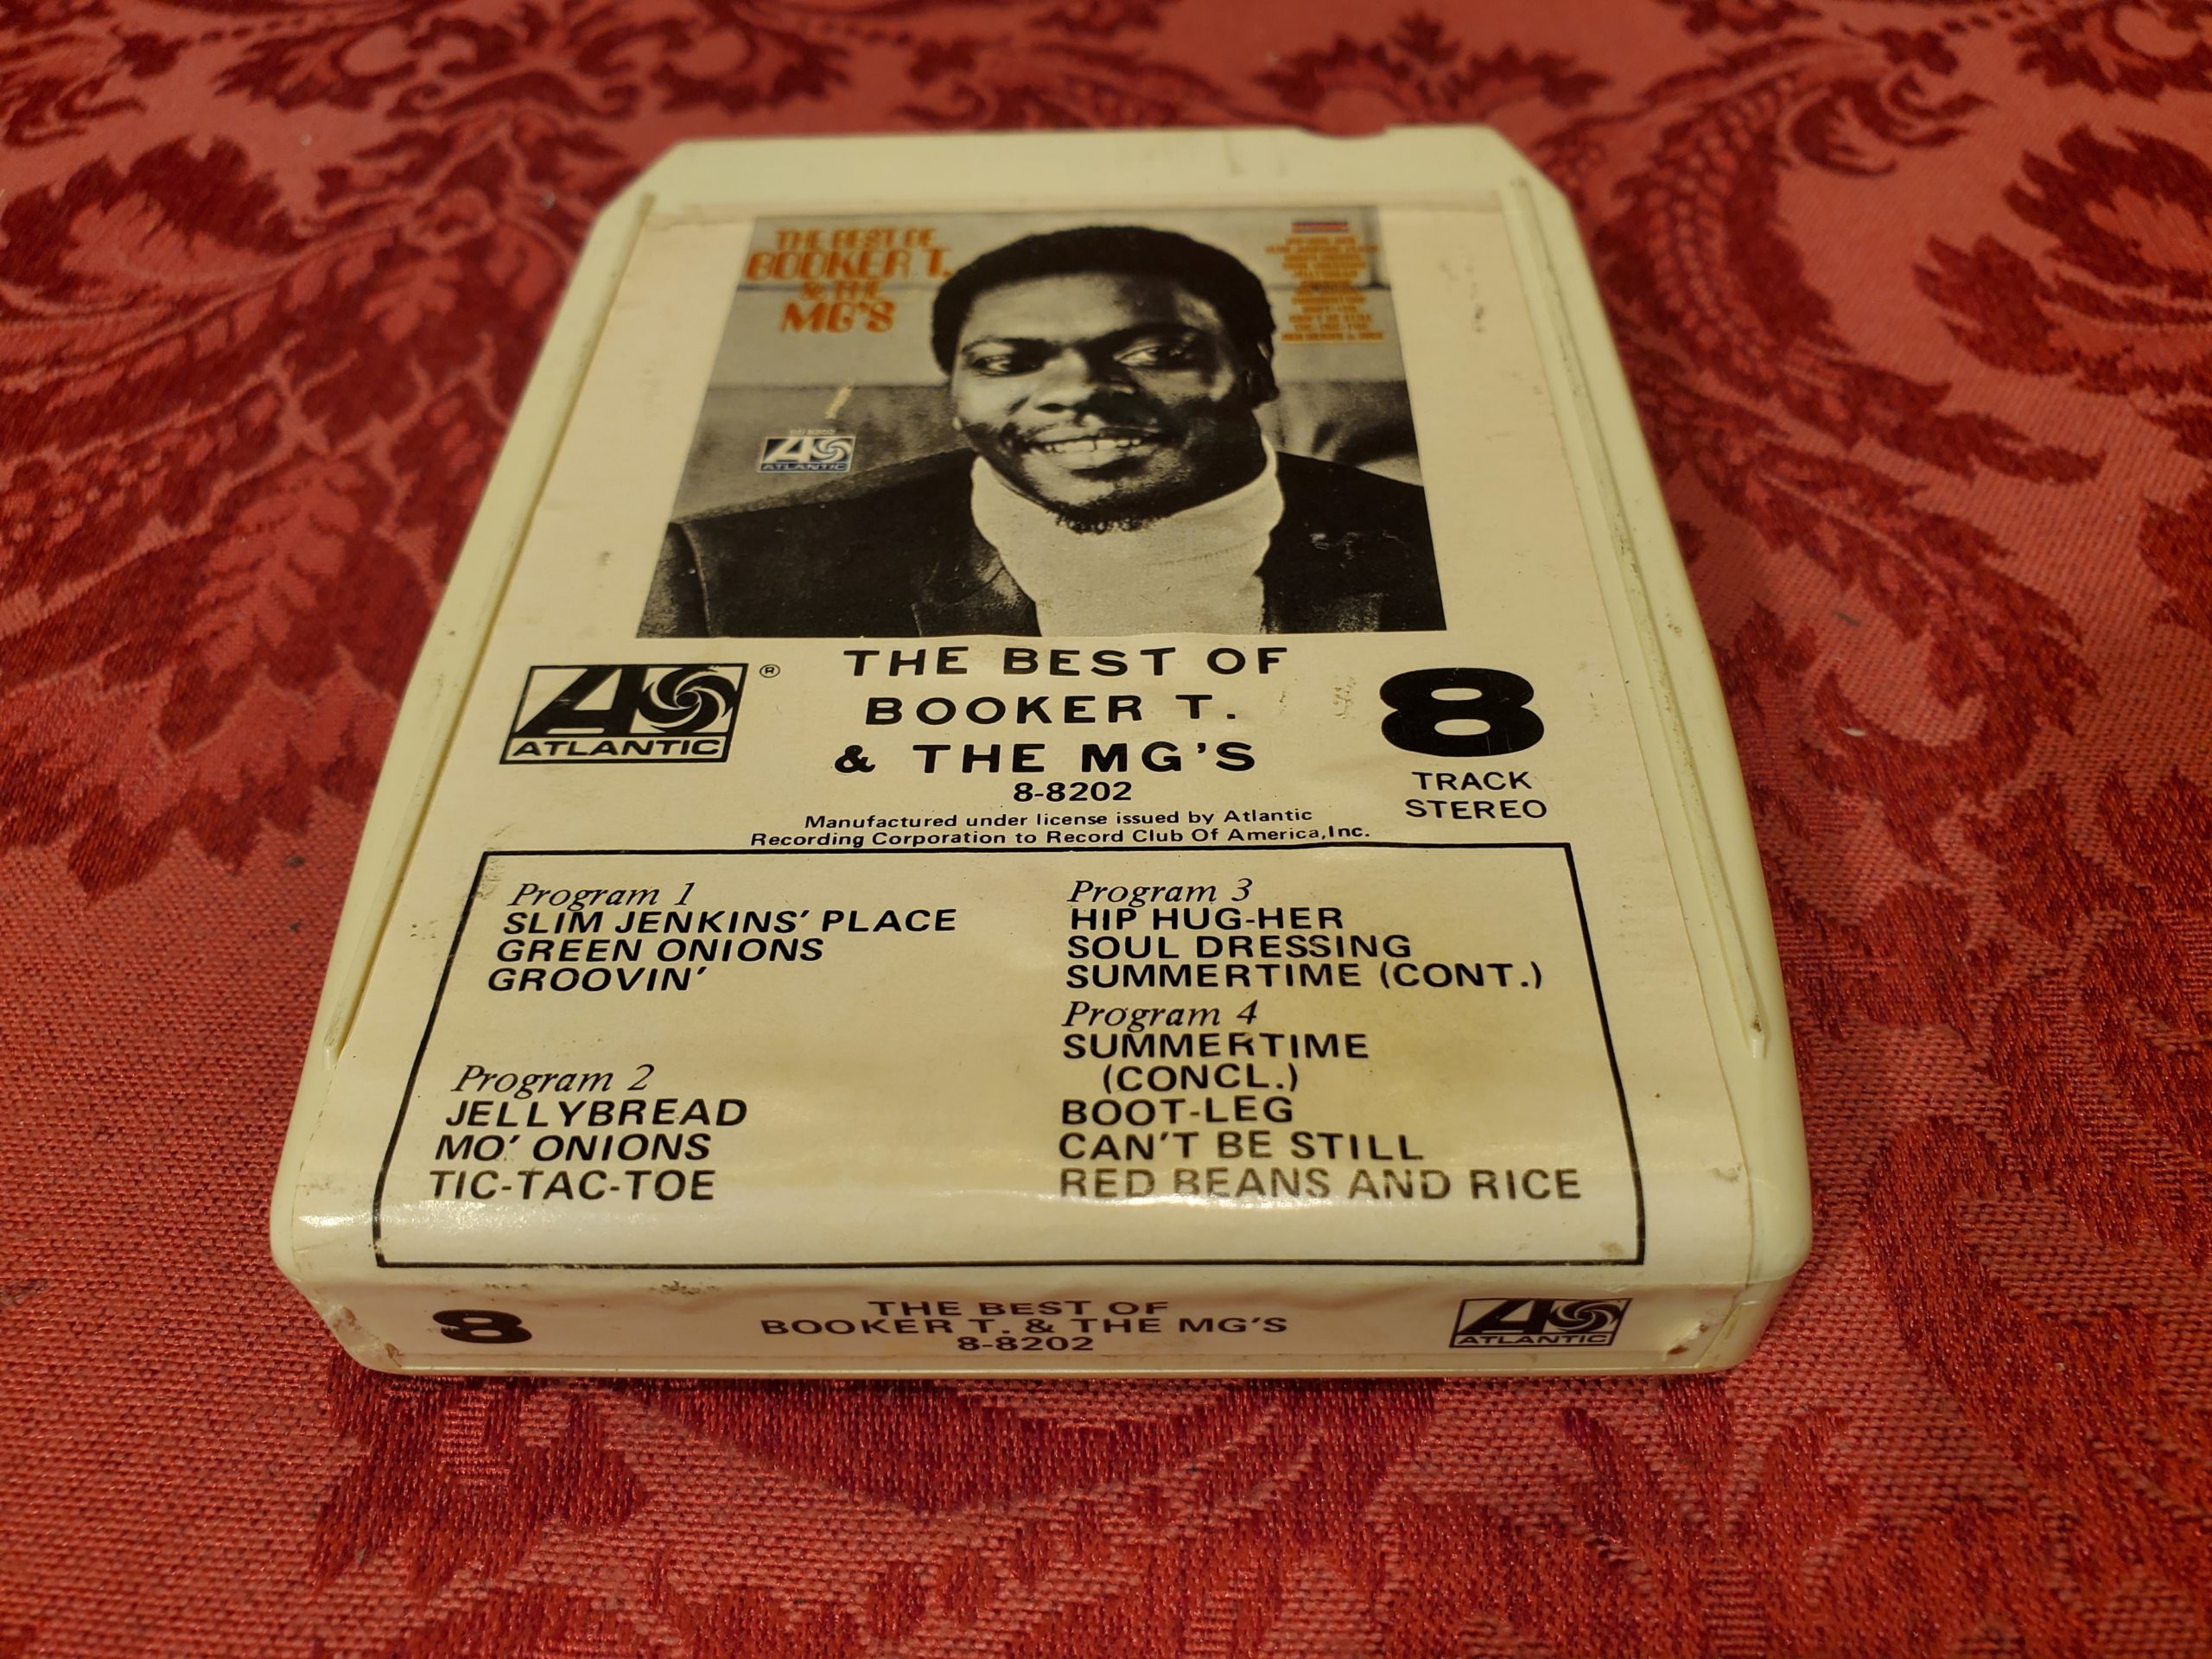 THE BEST OF
BOOKER T.
& THE
MG'S
ATLANTIC
ATLANTIC
®
THE BEST OF
BOOKER T.
& THE MG'S
8-8202
8
TRACK
STEREO
Manufactured under license issued by Atlantic
Recording Corporation to Record Club Of America, Inc.
Program 1
SLIM JENKINS' PLACE
GREEN ONIONS
GROOVIN'
Program 2
JELLYBREAD
MO' ONIONS
TIC-TAC-TOE
Program 3
HIP HUG-HER
SOUL DRESSING
SUMMERTIME (CONT.)
Program 4
SUMMERTIME
(CONCL.)
BOOT-LEG
CAN'T BE STILL
RED BEANS AND RICE
8
THE BEST OF
BOOKER T. & THE MG'S
8-8202
ATLANTIC